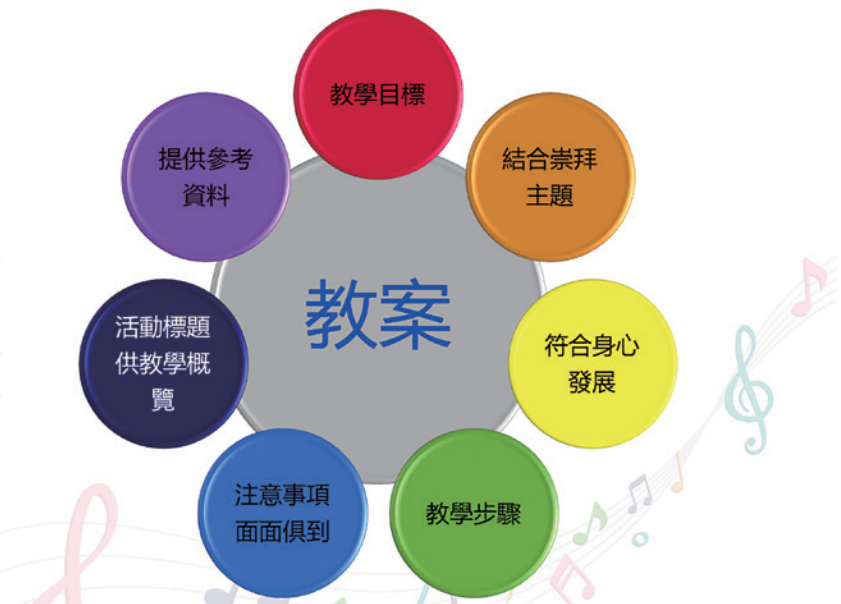 教學目標
結合崇拜
主題
符合身心
發展
教學步驟
注意事項
面面俱到
活動標題
供教學概
覽
提供參考
資料
教案